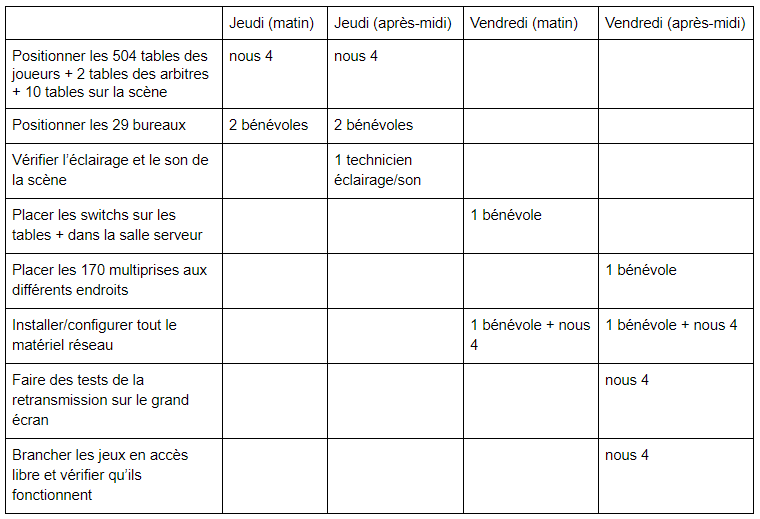 Jeudi (matin)
Jeudi (après-midi)
Vendredi (matin)
Vendredi (après-midi)
Positionner les 504 tables des
joueurs + 2 tables des arbitres
+ 10 tables sur la scène
nous 4
nous 4
Positionner les 29 bureaux
2 bénévoles
2 bénévoles
Vérifier l’éclairage et le son de
la scène
1 technicien
éclairage/son
Placer les switchs sur les
tables + dans la salle serveur
1 bénévole
Placer les 170 multiprises aux
différents endroits
1 bénévole
Installer/configurer tout le
matériel réseau
1 bénévole + nous
4
1 bénévole + nous 4
Faire des tests de la
retransmission sur le grand
écran
nous 4
Brancher les jeux en accès
libre et vérifier qu’ils
fonctionnent
nous 4